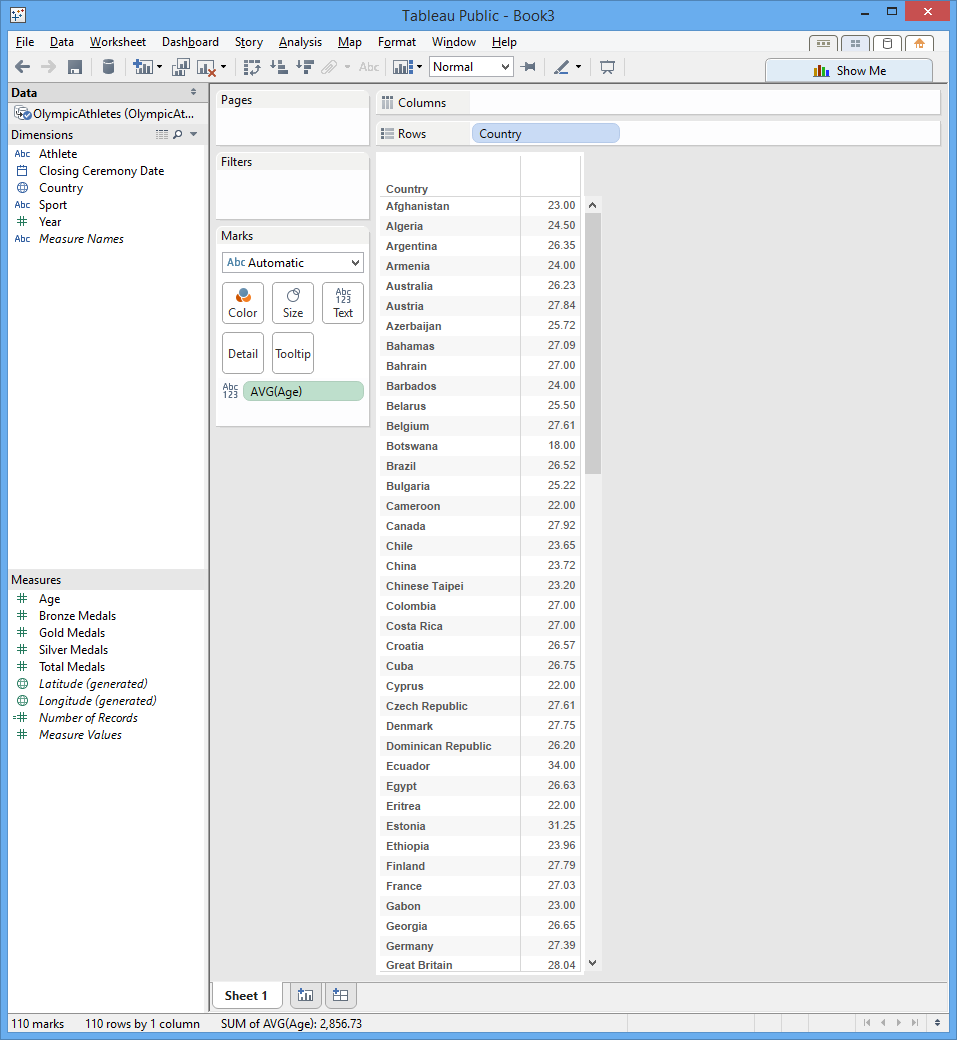 Tableau Public - Book3
File Data Worksheet Dashboard Story Analysis Map Format Window Help
Abc Normal Show Me
Data
OlympicAthletes (OlympicAt...
Dimensions
Abc Athlete
Closing Ceremony Date
Country
Abc Sport
Year
Abc Measure Names
Measures
Age
Bronze Medals
Gold Medals
Silver Medals
Total Medals
Latitude (generated)
Longitude (generated)
Number of Records
Measure Values
Pages
Filters
Marks
Abc Automatic
Color Size Abc 123 Text
Detail Tooltip
Abc 123 AVG(Age)
Columns
Rows Country
Country
Afghanistan 23.00
Algeria 24.50
Argentina 26.35
Armenia 24.00
Australia 26.23
Austria 27.84
Azerbaijan 25.72
Bahamas 27.09
Bahrain 27.00
Barbados 24.00
Belarus 25.50
Belgium 27.61
Botswana 18.00
Brazil 26.52
Bulgaria 25.22
Cameroon 22.00
Canada 27.92
Chile 23.65
China 23.72
Chinese Taipei 23.20
Colombia 27.00
Costa Rica 27.00
Croatia 26.57
Cuba 26.75
Cyprus 22.00
Czech Republic 27.61
Denmark 27.75
Dominican Republic 26.20
Ecuador 34.00
Egypt 26.63
Eritrea 22.00
Estonia 31.25
Ethiopia 23.96
Finland 27.79
France 27.03
Gabon 23.00
Georgia 26.65
Germany 27.39
Great Britain 28.04
Sheet 1
110 marks 110 rows by 1 column SUM of AVG(Age): 2,856.73